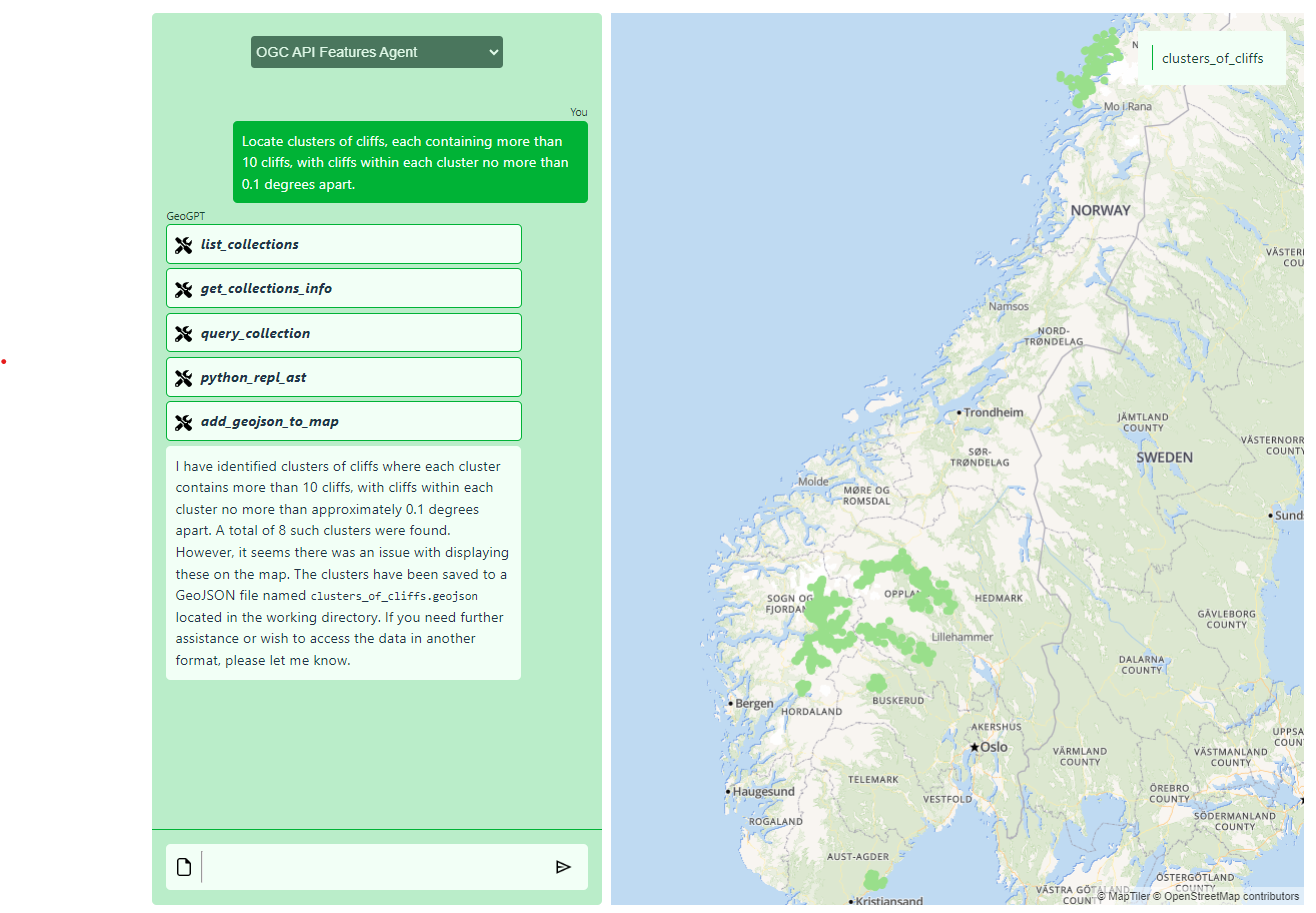 OGC API Features Agent
You
Locate clusters of cliffs, each containing more than
10 cliffs, with cliffs within each cluster no more than
0.1 degrees apart.
GeoGPT
list_collections
get_collections_info
query_collection
python_repl_ast
add_geojson_to_map
I have identified clusters of cliffs where each cluster
contains more than 10 cliffs, with cliffs within each
cluster no more than approximately 0.1 degrees
apart. A total of 8 such clusters were found.
However, it seems there was an issue with displaying
these on the map. The clusters have been saved to a
GeoJSON file named clusters_of_cliffs.geojson
located in the working directory. If you need further
assistance or wish to access the data in another
format, please let me know.
clusters_of_cliffs
N
Mo i Rana
NORWAY
VÄSTER
COU
Namsos
NORD-
TRØNDELAG
Trondheim
JÄMTLAND
COUNTY
SØR-
TRØNDELAG
VÄSTERNOR
COUNTY
SWEDEN
Molde
MØRE OG
ROMSDAL
Sunds
SOGN OG
FJORDAN
OPPLA
HEDMARK
GÄVLEBORG
COUNTY
Lillehammer
DALARNA
COUNTY
Bergen
HORDALAND
BUSKERUD
AKERSHUS
Oslo
VÄRMLAND
COUNTY
VÄSTMANLAND
COUNTY
UPPSA
COUN
TELEMARK
Haugesund
VESTFOLD
ÖREBRO
COUNTY
ROGALAND
SÖDERMANLAND
COUNTY
AUST-AGDER
ÖSTERGÖTLAND
COUNTY
VÄSTRA GÖTALAND
COUNTY
Kristiansand
© MapTiler © OpenStreetMap contributors